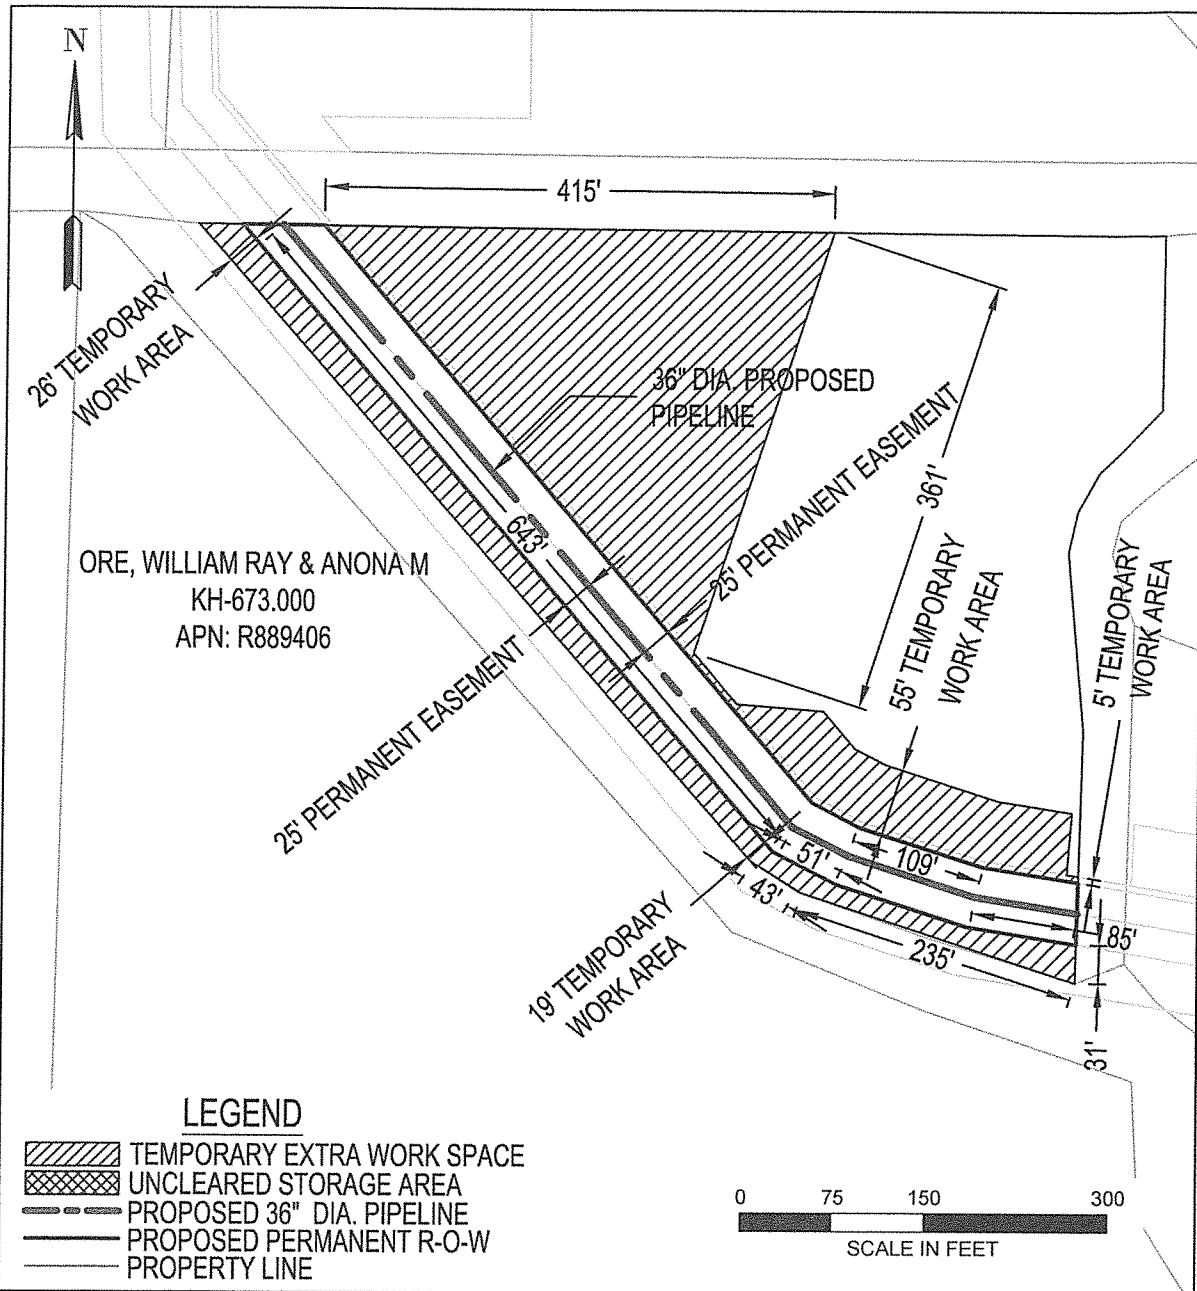 N
415'
26' TEMPORARY
WORK AREA
36" DIA. PROPOSED
PIPELINE
25' PERMANENT EASEMENT
361'
643'
ORE, WILLIAM RAY & ANONA M
KH-673.000
APN: R889406
55' TEMPORARY
WORK AREA
5' TEMPORARY
WORK AREA
25' PERMANENT EASEMENT
51'
109'
43'
85'
235'
19' TEMPORARY
WORK AREA
31'
LEGEND
TEMPORARY EXTRA WORK SPACE
UNCLEARED STORAGE AREA
PROPOSED 36" DIA. PIPELINE
PROPOSED PERMANENT R-O-W
PROPERTY LINE
0 75 150 300
SCALE IN FEET